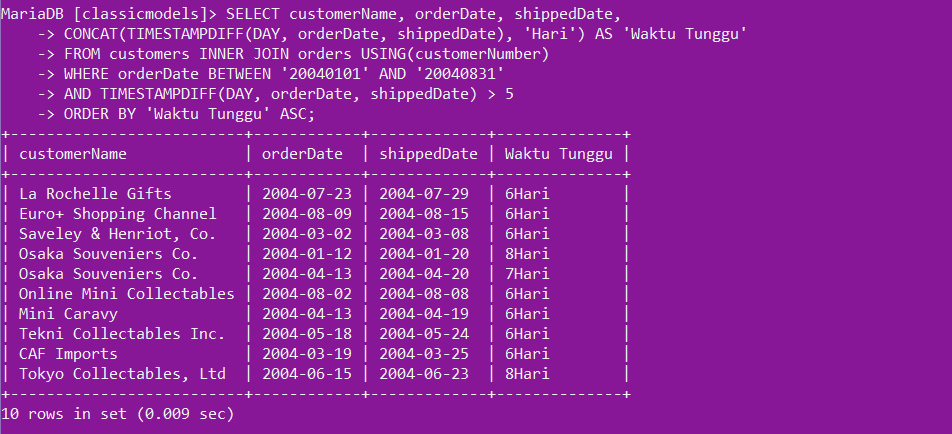 MariaDB [classicmodels]> SELECT customerName, orderDate, shippedDate,
    -> CONCAT(TIMESTAMPDIFF(DAY, orderDate, shippedDate), 'Hari') AS 'Waktu Tunggu'
    -> FROM customers INNER JOIN orders USING(customerNumber)
    -> WHERE orderDate BETWEEN '20040101' AND '20040831'
    -> AND TIMESTAMPDIFF(DAY, orderDate, shippedDate) > 5
    -> ORDER BY 'Waktu Tunggu' ASC;
+-------------------------+------------+-------------+--------------+
| customerName            | orderDate  | shippedDate | Waktu Tunggu |
+-------------------------+------------+-------------+--------------+
| La Rochelle Gifts       | 2004-07-23 | 2004-07-29  | 6Hari        |
| Euro+ Shopping Channel  | 2004-08-09 | 2004-08-15  | 6Hari        |
| Saveley & Henriot, Co.  | 2004-03-02 | 2004-03-08  | 6Hari        |
| Osaka Souveniers Co.    | 2004-01-12 | 2004-01-20  | 8Hari        |
| Osaka Souveniers Co.    | 2004-04-13 | 2004-04-20  | 7Hari        |
| Online Mini Collectables | 2004-08-02 | 2004-08-08  | 6Hari        |
| Mini Caravy             | 2004-04-13 | 2004-04-19  | 6Hari        |
| Tekni Collectables Inc. | 2004-05-18 | 2004-05-24  | 6Hari        |
| CAF Imports             | 2004-03-19 | 2004-03-25  | 6Hari        |
| Tokyo Collectables, Ltd | 2004-06-15 | 2004-06-23  | 8Hari        |
+-------------------------+------------+-------------+--------------+
10 rows in set (0.009 sec)